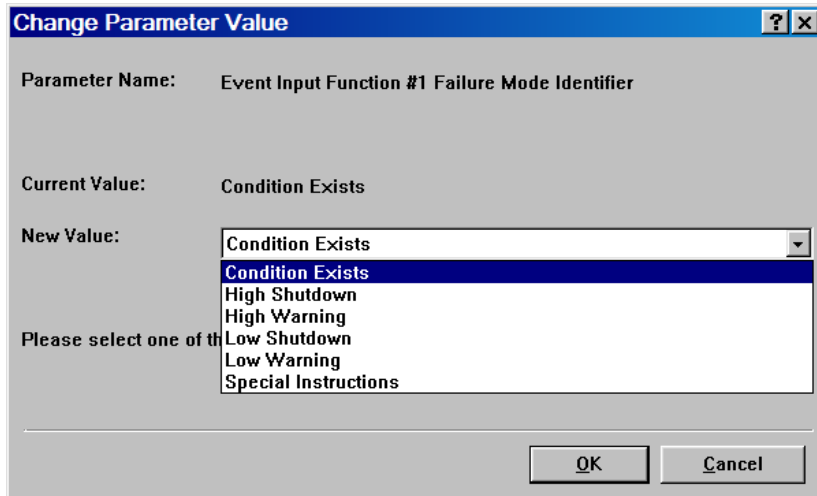 Change Parameter Value
Parameter Name: Event Input Function #1 Failure Mode Identifier
Current Value: Condition Exists
New Value: Condition Exists
Condition Exists
High Shutdown
High Warning
Please select one of th Low Shutdown
Low Warning
Special Instructions
OK Cancel